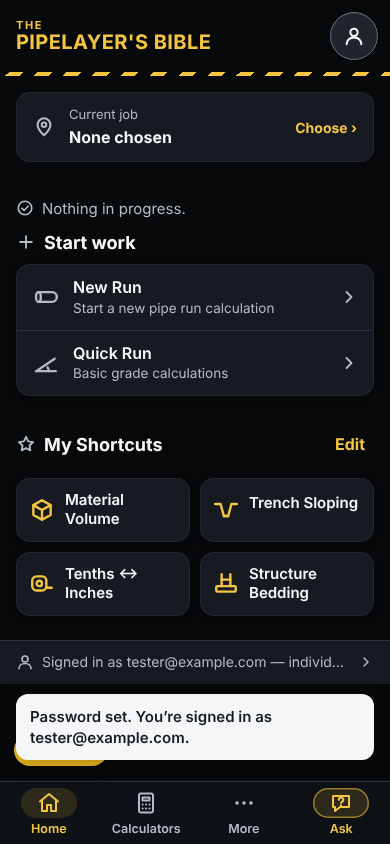 THE
PIPELAYER'S BIBLE
Current job
None chosen
Choose ›
Nothing in progress.
Start work
New Run
Start a new pipe run calculation
Quick Run
Basic grade calculations
My Shortcuts
Edit
Material
Volume
Trench Sloping
Tenths ↔
Inches
Structure
Bedding
Signed in as tester@example.com — individ...
Password set. You’re signed in as
tester@example.com.
Home
Calculators
More
Ask